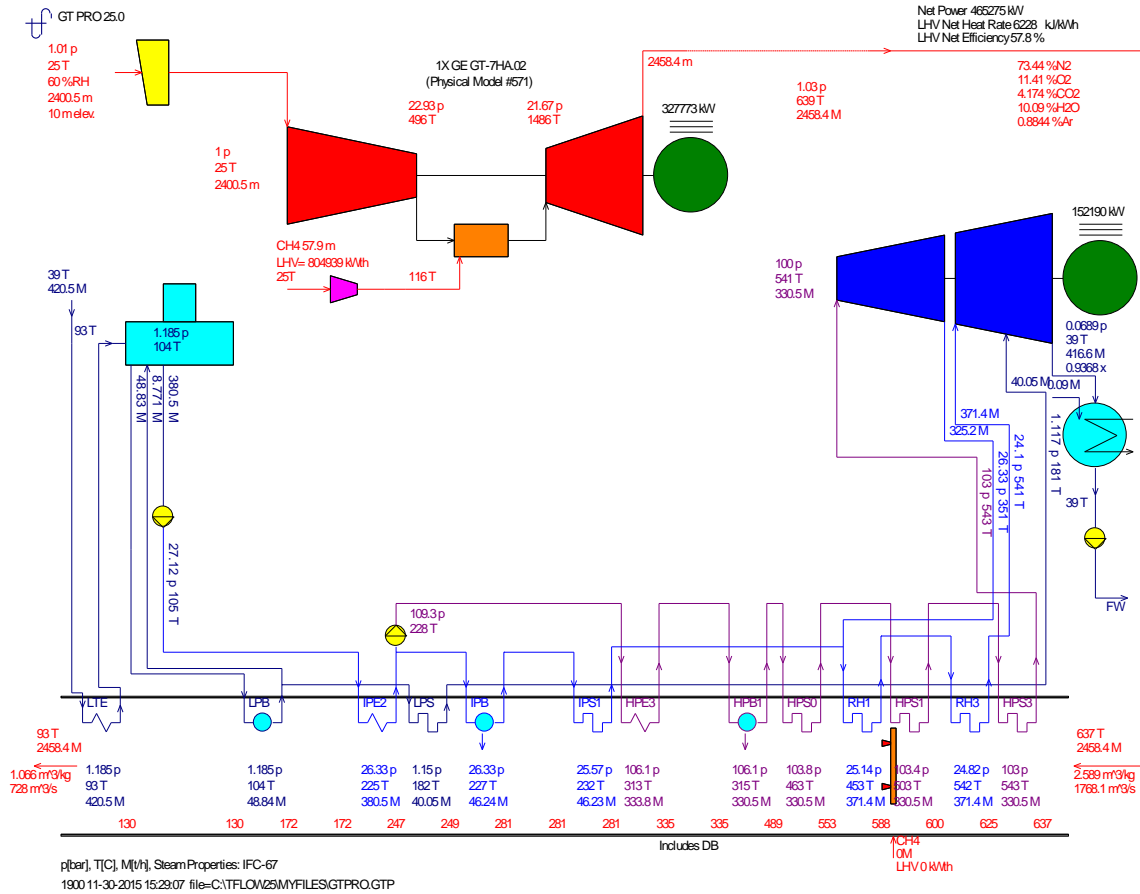 GT PRO 25.0
Net Power 465275 kW
LHV Net Heat Rate 6228 kJ/kWh
LHV Net Efficiency 57.8 %
1.01 p
25 T
60 %RH
2400.5 m
10 m elev.
1X GE GT-7HA.02
(Physical Model #571)
2458.4 m
73.44 %N2
11.41 %O2
4.174 %CO2
10.09 %H2O
0.8844 %Ar
1.03 p
639 T
2458.4 M
22.93 p
496 T
21.67 p
1486 T
327773 kW
1 p
25 T
2400.5 m
152190 kW
CH4 57.9 m
LHV= 804939 kWth
25T
116 T
100 p
541 T
330.5 M
39 T
420.5 M
93 T
1.185 p
104 T
0.0689 p
39 T
416.6 M
0.9368 x
40.05 M
0.09 M
48.83 M
8.771 M
380.5 M
371.4 M
325.2 M
24.1 p 541 T
26.33 p 351 T
103 p 543 T
1.117 p 181 T
39 T
27.12 p 105 T
FW
109.3 p
228 T
LTE
LPB
IPE2
LPS
IPB
IPS1
HPE3
HPB1
HPS0
RH1
HPS1
RH3
HPS3
93 T
2458.4 M
1.066 m^3/kg
728 m^3/s
637 T
2458.4 M
2.589 m^3/kg
1768.1 m^3/s
1.185 p
93 T
420.5 M
1.185 p
104 T
48.84 M
26.33 p
225 T
380.5 M
1.15 p
182 T
40.05 M
26.33 p
227 T
46.24 M
25.57 p
232 T
46.23 M
106.1 p
313 T
333.8 M
106.1 p
315 T
330.5 M
103.8 p
463 T
330.5 M
25.14 p
453 T
371.4 M
103.4 p
503 T
330.5 M
24.82 p
542 T
371.4 M
103 p
543 T
330.5 M
130 130 172 172 247 249 281 281 281 335 335 489 553 588 600 625 637
Includes DB
CH4
0M
LHV 0 kWth
p[bar], T[C], M[t/h], Steam Properties: IFC-67
1900 11-30-2015 15:29:07 file=C:\TFLOW25\MYFILES\GTPRO.GTP